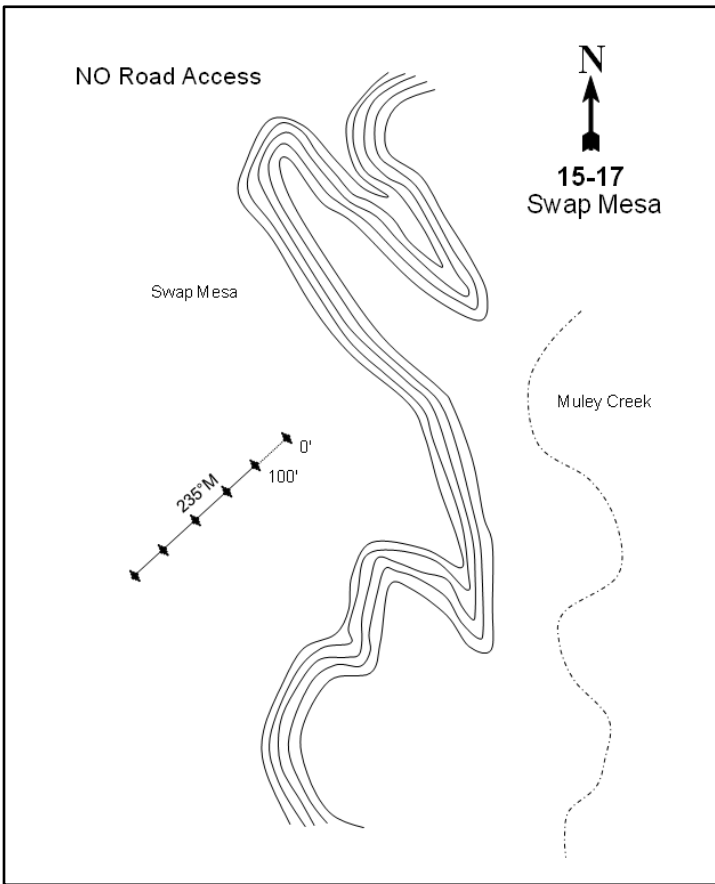 NO Road Access
N
15-17
Swap Mesa
Swap Mesa
Muley Creek
0'
100'
235°M